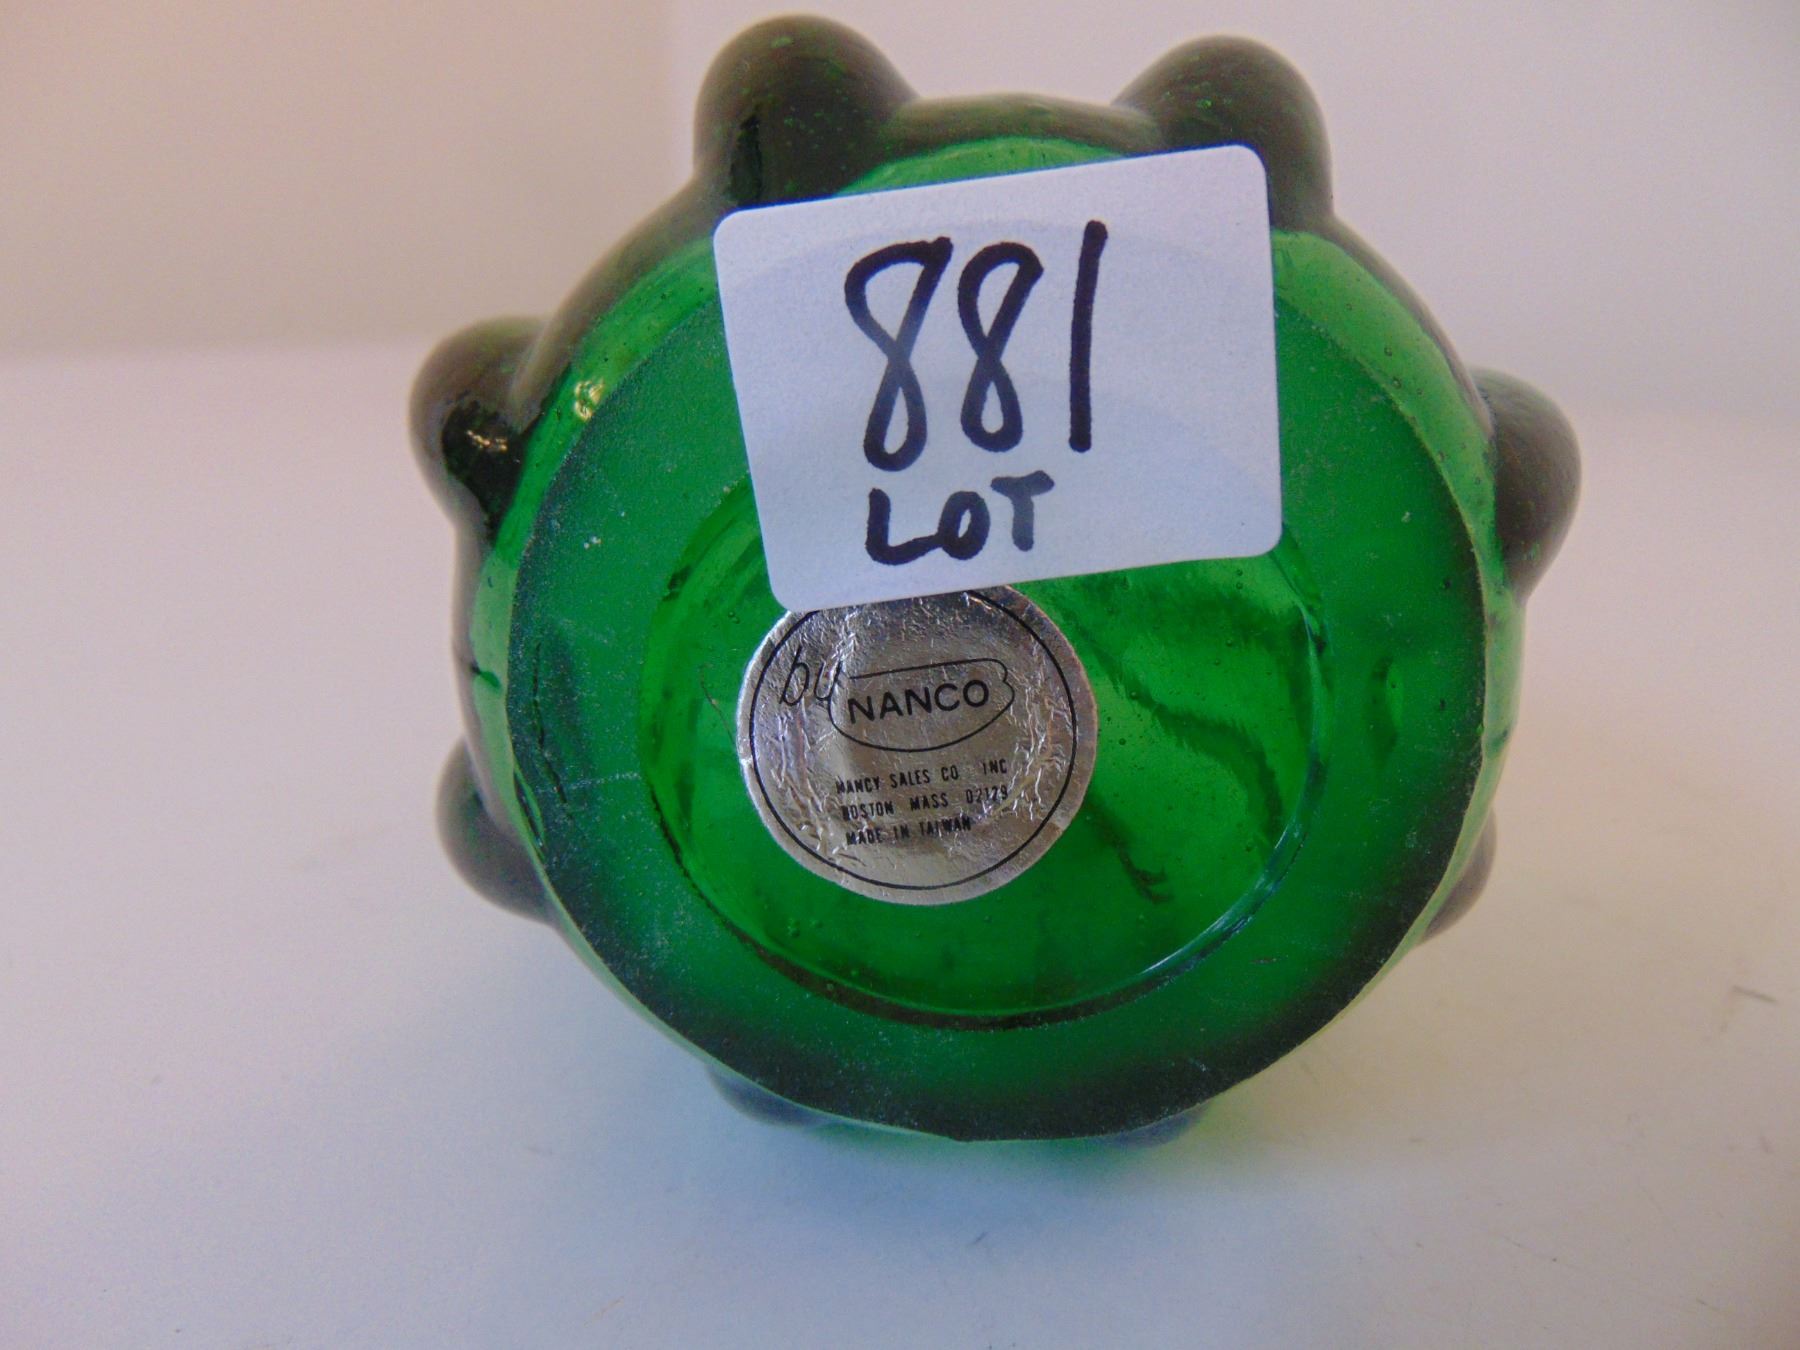 881
LOT
by NANCO
NANCY SALES CO INC
BOSTON MASS 02129
MADE IN TAIWAN